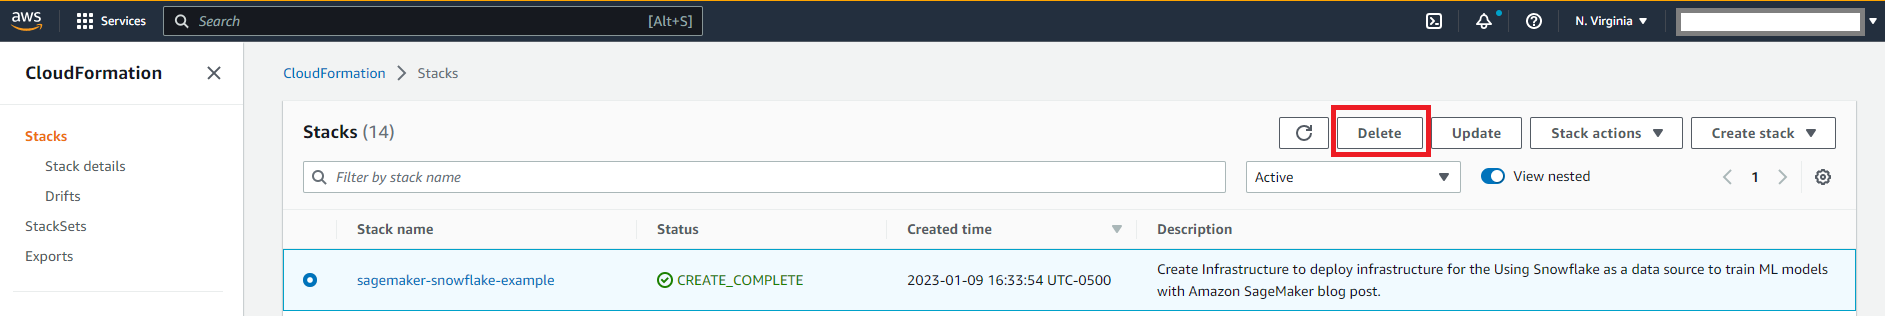 aws
Services
Search
[Alt+S]
N. Virginia
CloudFormation
CloudFormation
Stacks
Stacks
Stack details
Drifts
StackSets
Exports
Stacks (14)
Delete
Update
Stack actions
Create stack
Filter by stack name
Active
View nested
1
Stack name
Status
Created time
Description
sagemaker-snowflake-example
CREATE_COMPLETE
2023-01-09 16:33:54 UTC-0500
Create Infrastructure to deploy infrastructure for the Using Snowflake as a data source to train ML models
with Amazon SageMaker blog post.